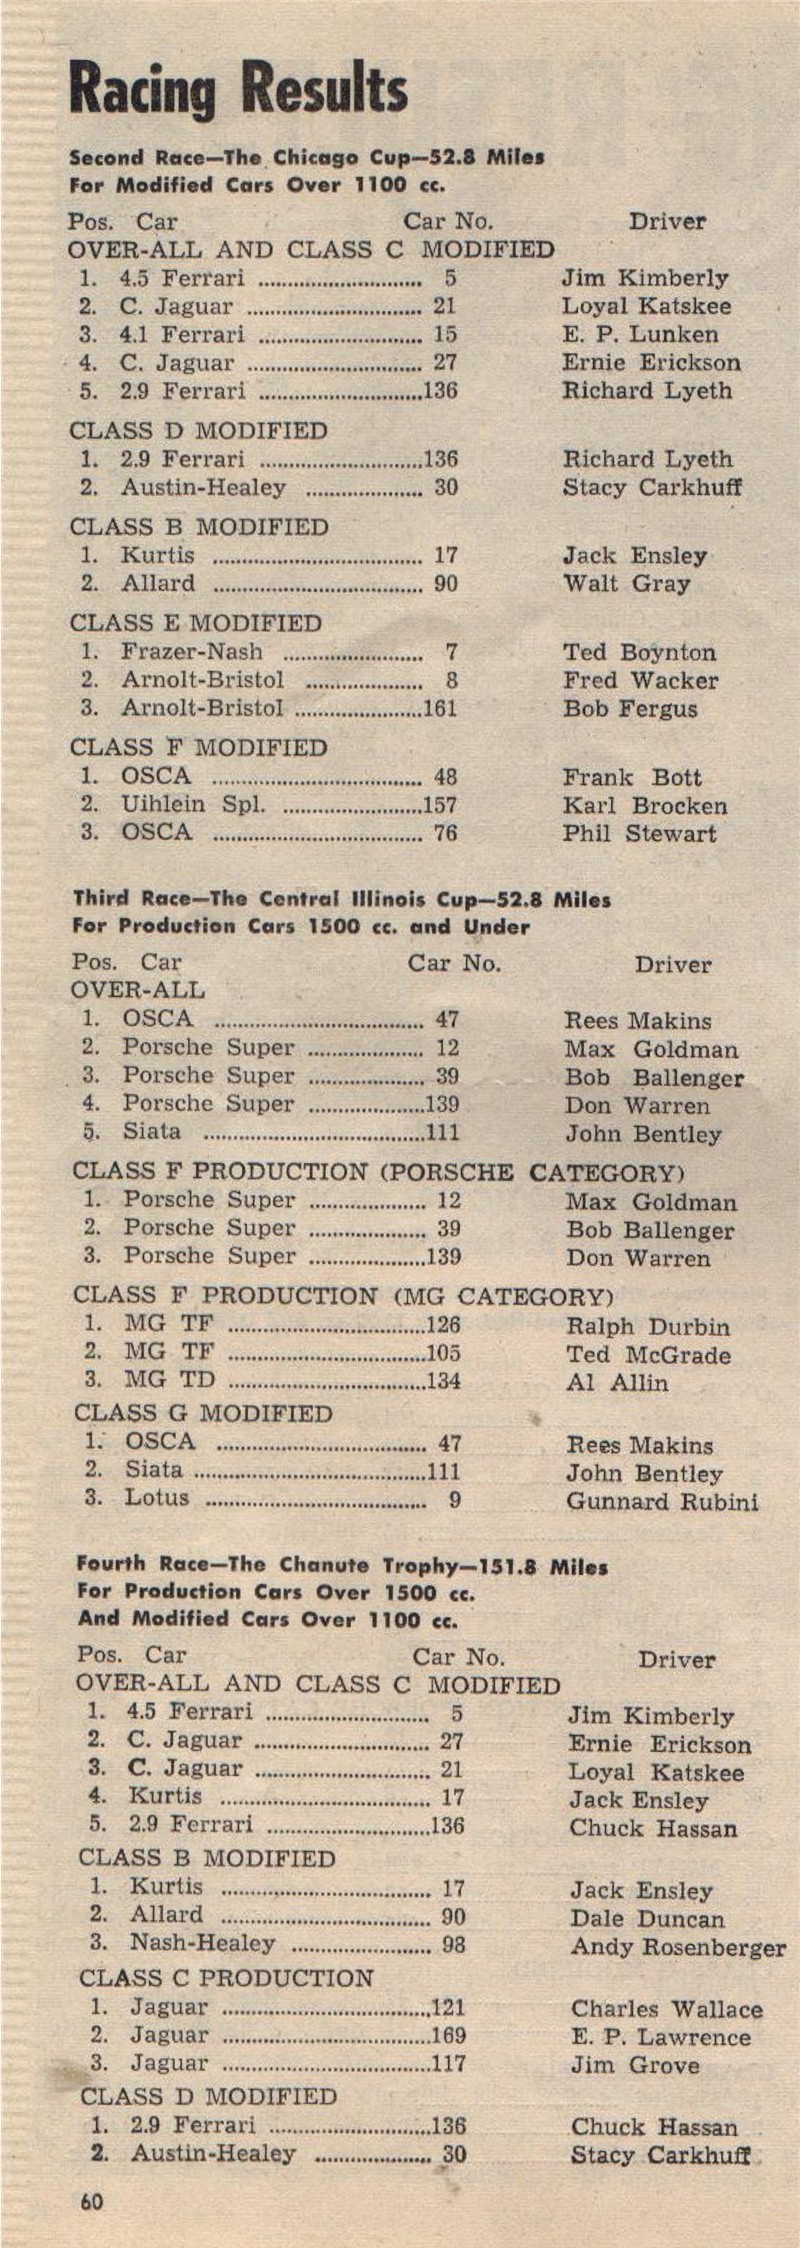 Racing Results
Second Race—The Chicago Cup—52.8 Miles
For Modified Cars Over 1100 cc.
Pos. Car Car No. Driver
OVER-ALL AND CLASS C MODIFIED
1. 4.5 Ferrari ............................ 5 Jim Kimberly
2. C. Jaguar .............................. 21 Loyal Katskee
3. 4.1 Ferrari ............................ 15 E. P. Lunken
4. C. Jaguar .............................. 27 Ernie Erickson
5. 2.9 Ferrari ............................136 Richard Lyeth
CLASS D MODIFIED
1. 2.9 Ferrari ............................136 Richard Lyeth
2. Austin-Healey .................... 30 Stacy Carkhuff
CLASS B MODIFIED
1. Kurtis .................................... 17 Jack Ensley
2. Allard .................................... 90 Walt Gray
CLASS E MODIFIED
1. Frazer-Nash ........................ 7 Ted Boynton
2. Arnolt-Bristol .................... 8 Fred Wacker
3. Arnolt-Bristol ......................161 Bob Fergus
CLASS F MODIFIED
1. OSCA .................................... 48 Frank Bott
2. Uihlein Spl. ........................157 Karl Brocken
3. OSCA .................................... 76 Phil Stewart
Third Race—The Central Illinois Cup—52.8 Miles
For Production Cars 1500 cc. and Under
Pos. Car Car No. Driver
OVER-ALL
1. OSCA .................................... 47 Rees Makins
2. Porsche Super .................... 12 Max Goldman
3. Porsche Super .................... 39 Bob Ballenger
4. Porsche Super ....................139 Don Warren
5. Siata ......................................111 John Bentley
CLASS F PRODUCTION (PORSCHE CATEGORY)
1. Porsche Super .................... 12 Max Goldman
2. Porsche Super .................... 39 Bob Ballenger
3. Porsche Super ....................139 Don Warren
CLASS F PRODUCTION (MG CATEGORY)
1. MG TF ..................................126 Ralph Durbin
2. MG TF ..................................105 Ted McGrade
3. MG TD ..................................134 Al Allin
CLASS G MODIFIED
1. OSCA .................................... 47 Rees Makins
2. Siata ........................................111 John Bentley
3. Lotus ...................................... 9 Gunnard Rubini
Fourth Race—The Chanute Trophy—151.8 Miles
For Production Cars Over 1500 cc.
And Modified Cars Over 1100 cc.
Pos. Car Car No. Driver
OVER-ALL AND CLASS C MODIFIED
1. 4.5 Ferrari ............................ 5 Jim Kimberly
2. C. Jaguar .............................. 27 Ernie Erickson
3. C. Jaguar .............................. 21 Loyal Katskee
4. Kurtis .................................... 17 Jack Ensley
5. 2.9 Ferrari ............................136 Chuck Hassan
CLASS B MODIFIED
1. Kurtis .................................... 17 Jack Ensley
2. Allard .................................... 90 Dale Duncan
3. Nash-Healey ........................ 98 Andy Rosenberger
CLASS C PRODUCTION
1. Jaguar ....................................121 Charles Wallace
2. Jaguar ....................................169 E. P. Lawrence
3. Jaguar ....................................117 Jim Grove
CLASS D MODIFIED
1. 2.9 Ferrari ............................136 Chuck Hassan
2. Austin-Healey .................... 30 Stacy Carkhuff
60